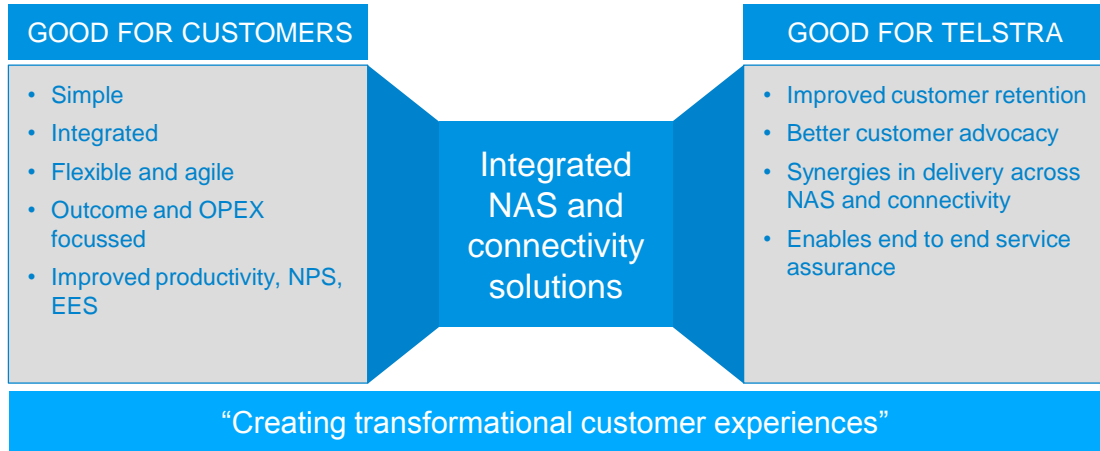 GOOD FOR CUSTOMERS
• Simple
• Integrated
• Flexible and agile
• Outcome and OPEX
focussed
• Improved productivity, NPS,
EES
Integrated
NAS and
connectivity
solutions
GOOD FOR TELSTRA
• Improved customer retention
• Better customer advocacy
• Synergies in delivery across
NAS and connectivity
• Enables end to end service
assurance
“Creating transformational customer experiences”